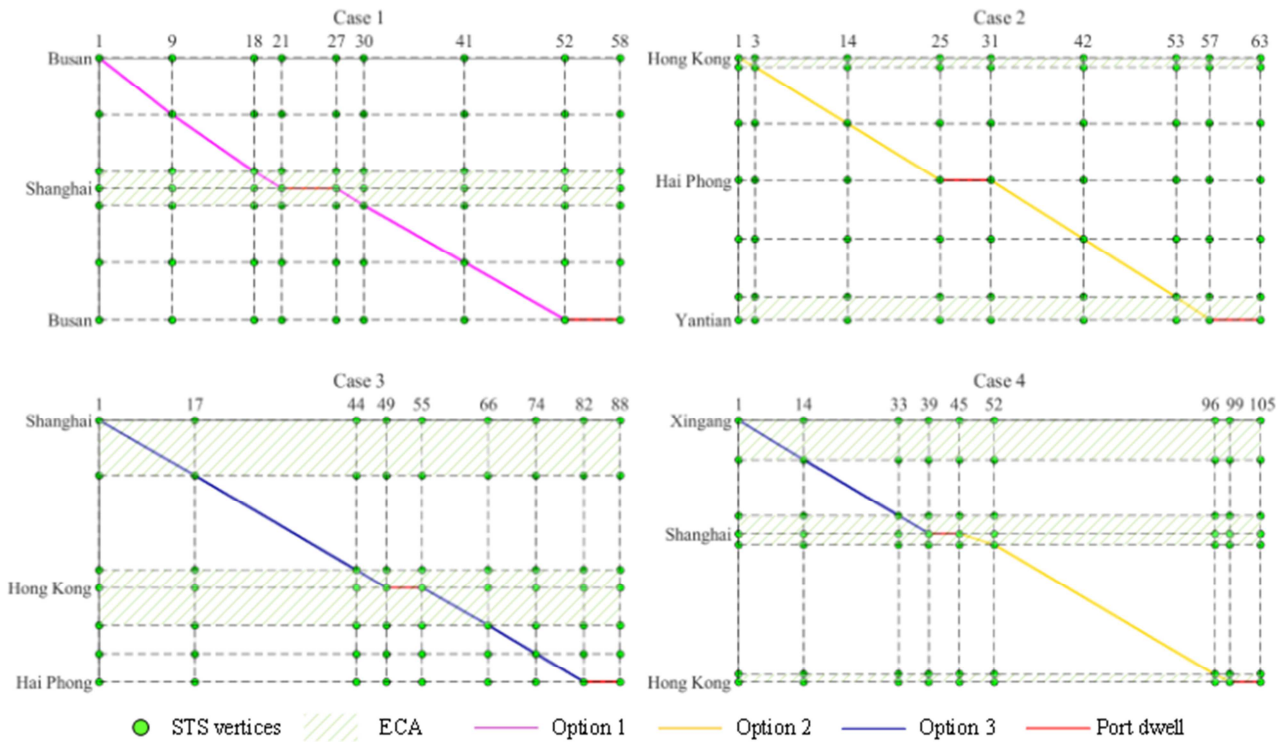 Case 1
1 9 18 21 27 30 41 52 58
Busan
Shanghai
Busan
Case 2
1 3 14 25 31 42 53 57 63
Hong Kong
Hai Phong
Yantian
Case 3
1 17 44 49 55 66 74 82 88
Shanghai
Hong Kong
Hai Phong
Case 4
1 14 33 39 45 52 96 99 105
Xingang
Shanghai
Hong Kong
STS vertices ECA Option 1 Option 2 Option 3 Port dwell